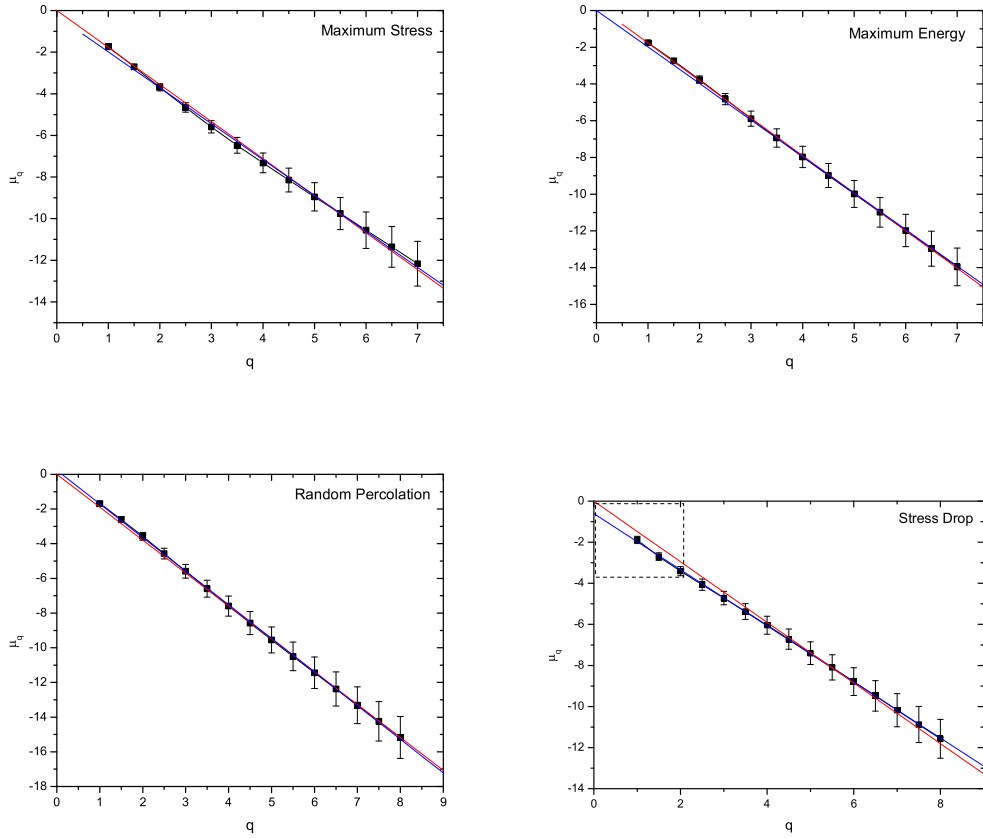 Maximum Stress
0
-2
-4
-6
-8
-10
-12
-14
μq
0 1 2 3 4 5 6 7
q
Maximum Energy
0
-2
-4
-6
-8
-10
-12
-14
-16
μq
0 1 2 3 4 5 6 7
q
Random Percolation
0
-2
-4
-6
-8
-10
-12
-14
-16
-18
μq
0 1 2 3 4 5 6 7 8 9
q
Stress Drop
0
-2
-4
-6
-8
-10
-12
-14
μq
0 2 4 6 8
q